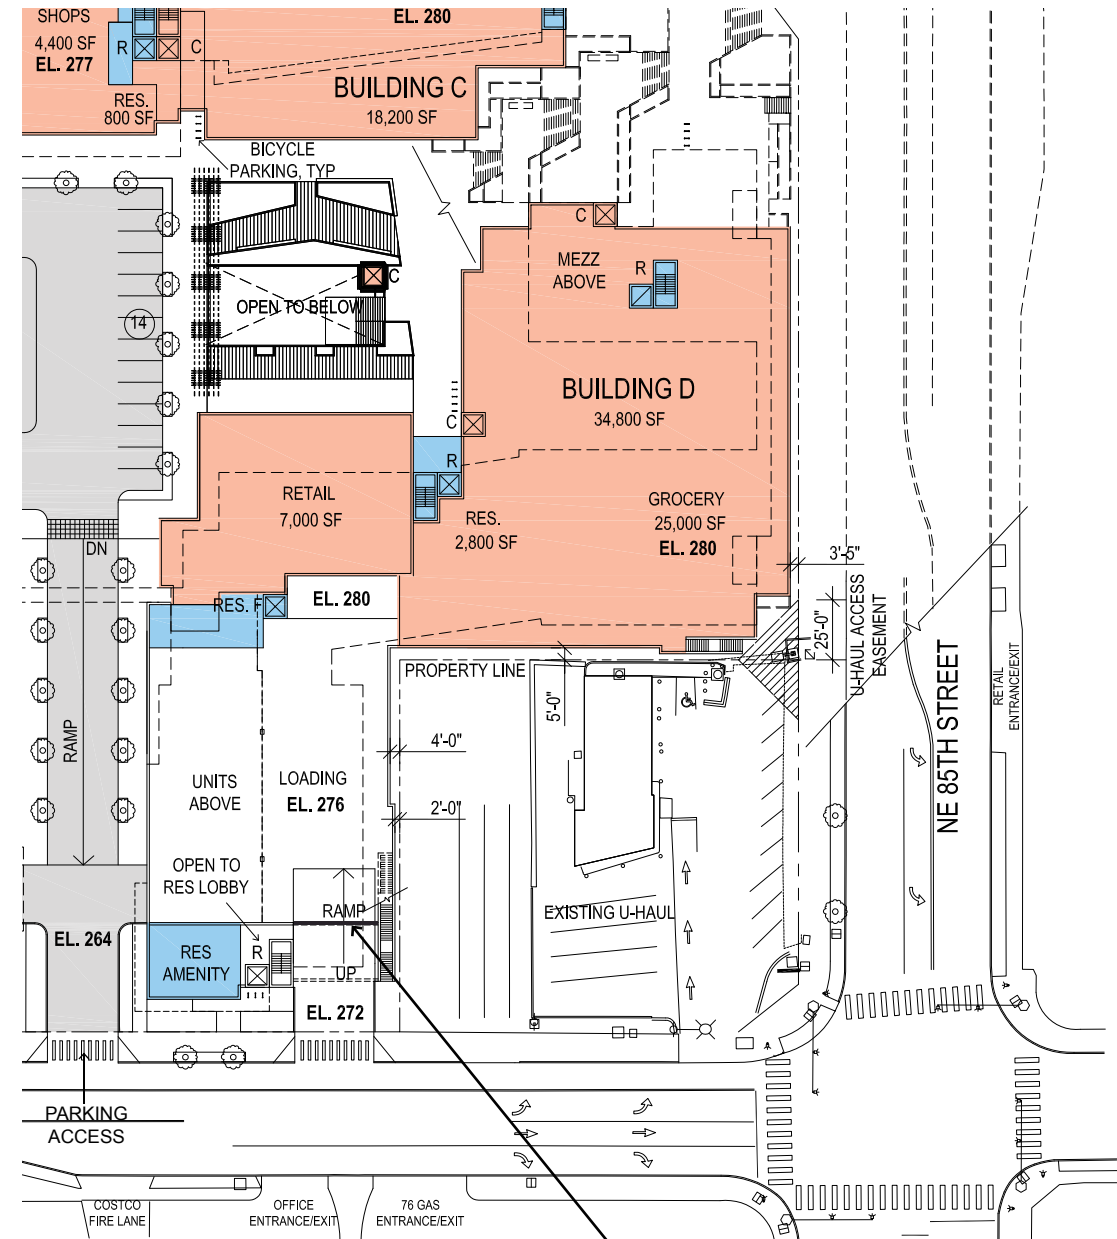 SHOPS
4,400 SF
EL. 277
R
C
RES.
800 SF
EL. 280
BUILDING C
18,200 SF
BICYCLE
PARKING, TYP
C
OPEN TO BELOW
14
C
MEZZ
ABOVE
R
BUILDING D
34,800 SF
C
R
RETAIL
7,000 SF
RES.
2,800 SF
GROCERY
25,000 SF
EL. 280
DN
RAMP
RES.
EL. 280
3'-5"
25'-0"
U-HAUL ACCESS
EASEMENT
PROPERTY LINE
5'-0"
4'-0"
2'-0"
NE 85TH STREET
RETAIL
ENTRANCE/EXIT
UNITS
ABOVE
LOADING
EL. 276
OPEN TO
RES LOBBY
RAMP
UP
EXISTING U-HAUL
EL. 264
RES
AMENITY
R
EL. 272
PARKING
ACCESS
COSTCO
FIRE LANE
OFFICE
ENTRANCE/EXIT
76 GAS
ENTRANCE/EXIT